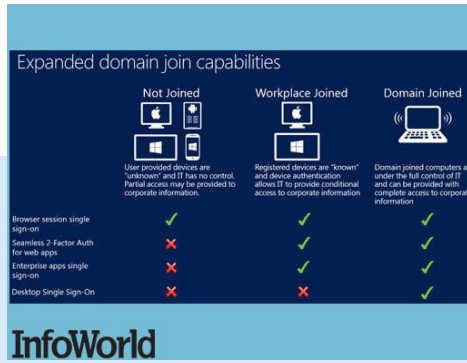 Expanded domain join capabilities
Not Joined
Workplace Joined
Domain Joined
User provided devices are
"unknown" and IT has no control.
Partial access may be provided to
corporate information.
Registered devices are "known"
and device authentication
allows IT to provide conditional
access to corporate information
Domain joined computers a
under the full control of IT
and can be provided with
complete access to corporat
information
Browser session single
sign-on
Seamless 2-Factor Auth
for web apps
Enterprise apps single
sign-on
Desktop Single Sign-On
InfoWorld